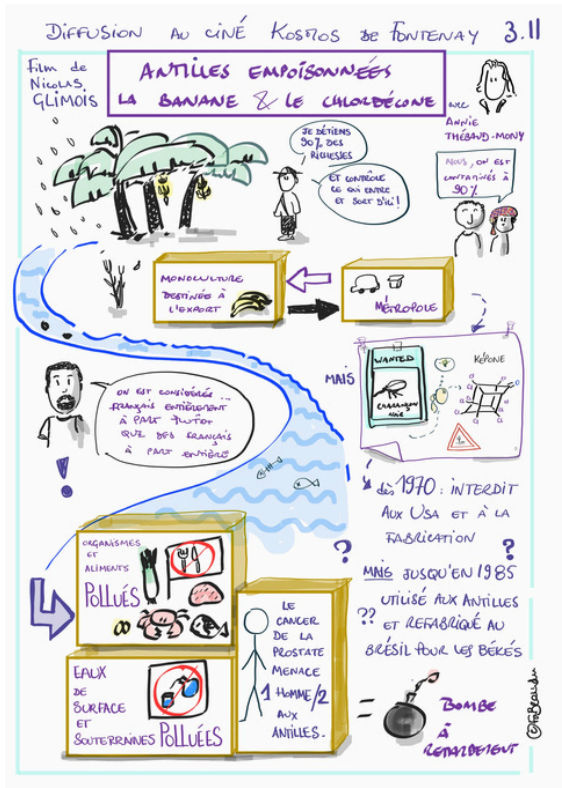 Diffusion au ciné Kosmos de Fontenay 3.11
Film de
Nicolas
GLIMOIS
ANTILLES EMPOISONNÉES
LA BANANE & LE CHLORDÉCONE
avec
ANNIE
THÉBAUD-MONY
JE DÉTIENS
90% DES
RICHESSES
ET CONTRÔLE
CE QUI ENTRE
ET SORT D'ICI !
NOUS, ON EST
CONTAMINÉS À
90%
MONOCULTURE
DESTINÉE À
L'EXPORT
MÉTROPOLE
MAIS
WANTED
CHARANÇON
NOIR
KÉPONE
ON EST CONSIDÉRÉS...
FRANÇAIS ENTIÈREMENT
À PART PLUTÔT
QUE DES FRANÇAIS
À PART ENTIÈRE
!
dès 1970 : INTERDIT
AUX USA ET À LA
FABRICATION
?
?
MAIS JUSQU'EN 1985
UTILISÉ AUX ANTILLES
??
ET REFABRIQUÉ AU
BRÉSIL POUR LES BÉKÉS
ORGANISMES
ET
ALIMENTS
POLLUÉS
EAUX
DE
SURFACE
ET
SOUTERRAINES POLLUÉES
LE
CANCER
DE LA
PROSTATE
MENACE
1 HOMME/2
AUX
ANTILLES.
=
BOMBE
À
RETARDEMENT